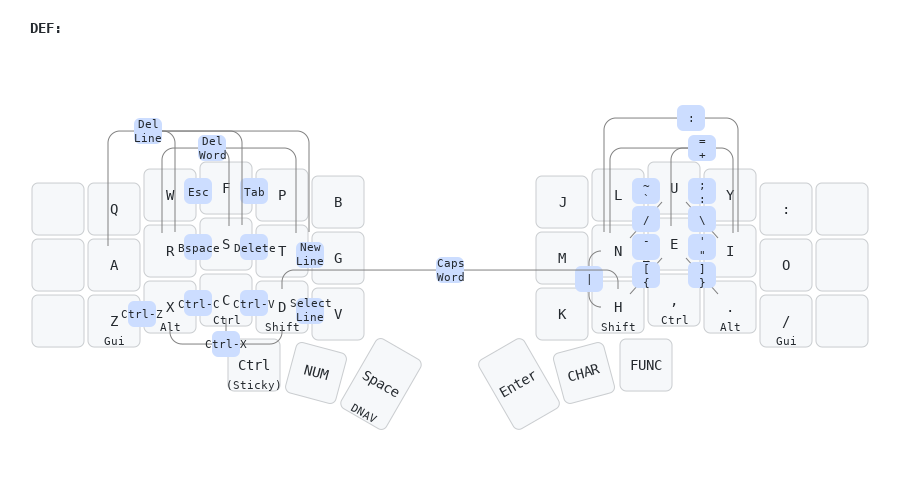 DEF:
:
Del
Line
Del
Word
=
+
Q
W
Esc
F
Tab
P
B
J
L
~
`
U
;
:
Y
:
/
\
A
R
Bspace
S
Delete
T
New
Line
G
M
N
-
_
E
'
"
I
O
Caps
Word
|
[
{
]
}
Z
Gui
Ctrl-Z
X
Alt
Ctrl-C
C
Ctrl
Ctrl-V
D
Shift
Select
Line
V
K
H
Shift
,
Ctrl
.
Alt
/
Gui
Ctrl-X
Ctrl
(Sticky)
NUM
Space
DNAV
Enter
CHAR
FUNC